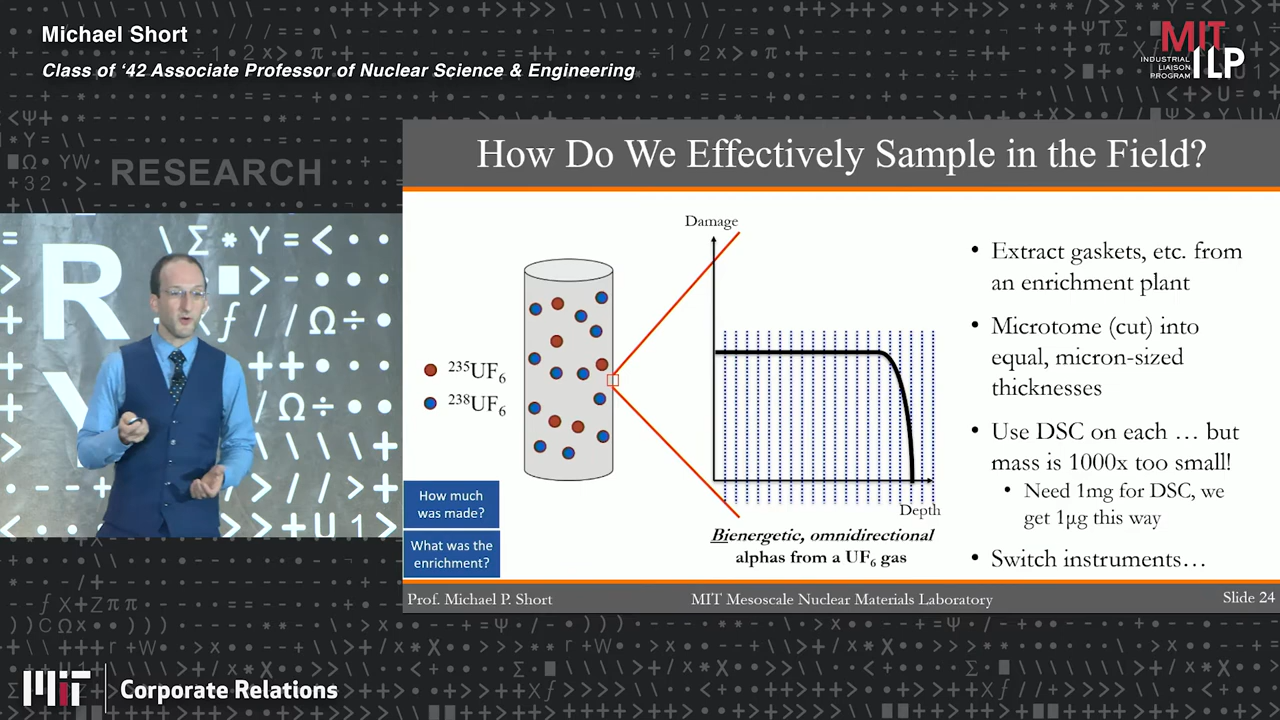 Michael Short
Class of ‘42 Associate Professor of Nuclear Science & Engineering
MIT
INDUSTRIAL
LIAISON
PROGRAM
ILP
RESEARCH
R
Y
How Do We Effectively Sample in the Field?
Damage
235UF6
238UF6
Depth
Bienergetic, omnidirectional
alphas from a UF6 gas
How much
was made?
What was the
enrichment?
• Extract gaskets, etc. from
an enrichment plant
• Microtome (cut) into
equal, micron-sized
thicknesses
• Use DSC on each … but
mass is 1000x too small!
• Need 1mg for DSC, we
get 1µg this way
• Switch instruments…
Prof. Michael P. Short
MIT Mesoscale Nuclear Materials Laboratory
Slide 24
MIT
Corporate Relations